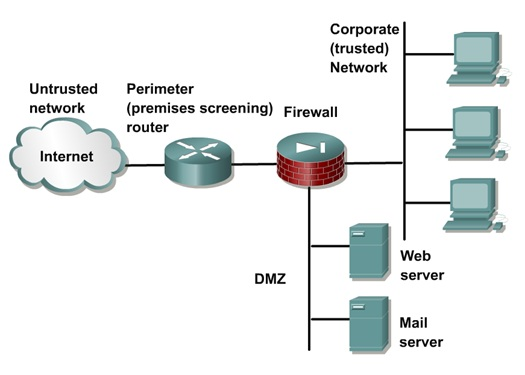 Corporate
(trusted)
Network
Untrusted
network
Perimeter
(premises screening)
router
Firewall
Internet
DMZ
Web
server
Mail
server